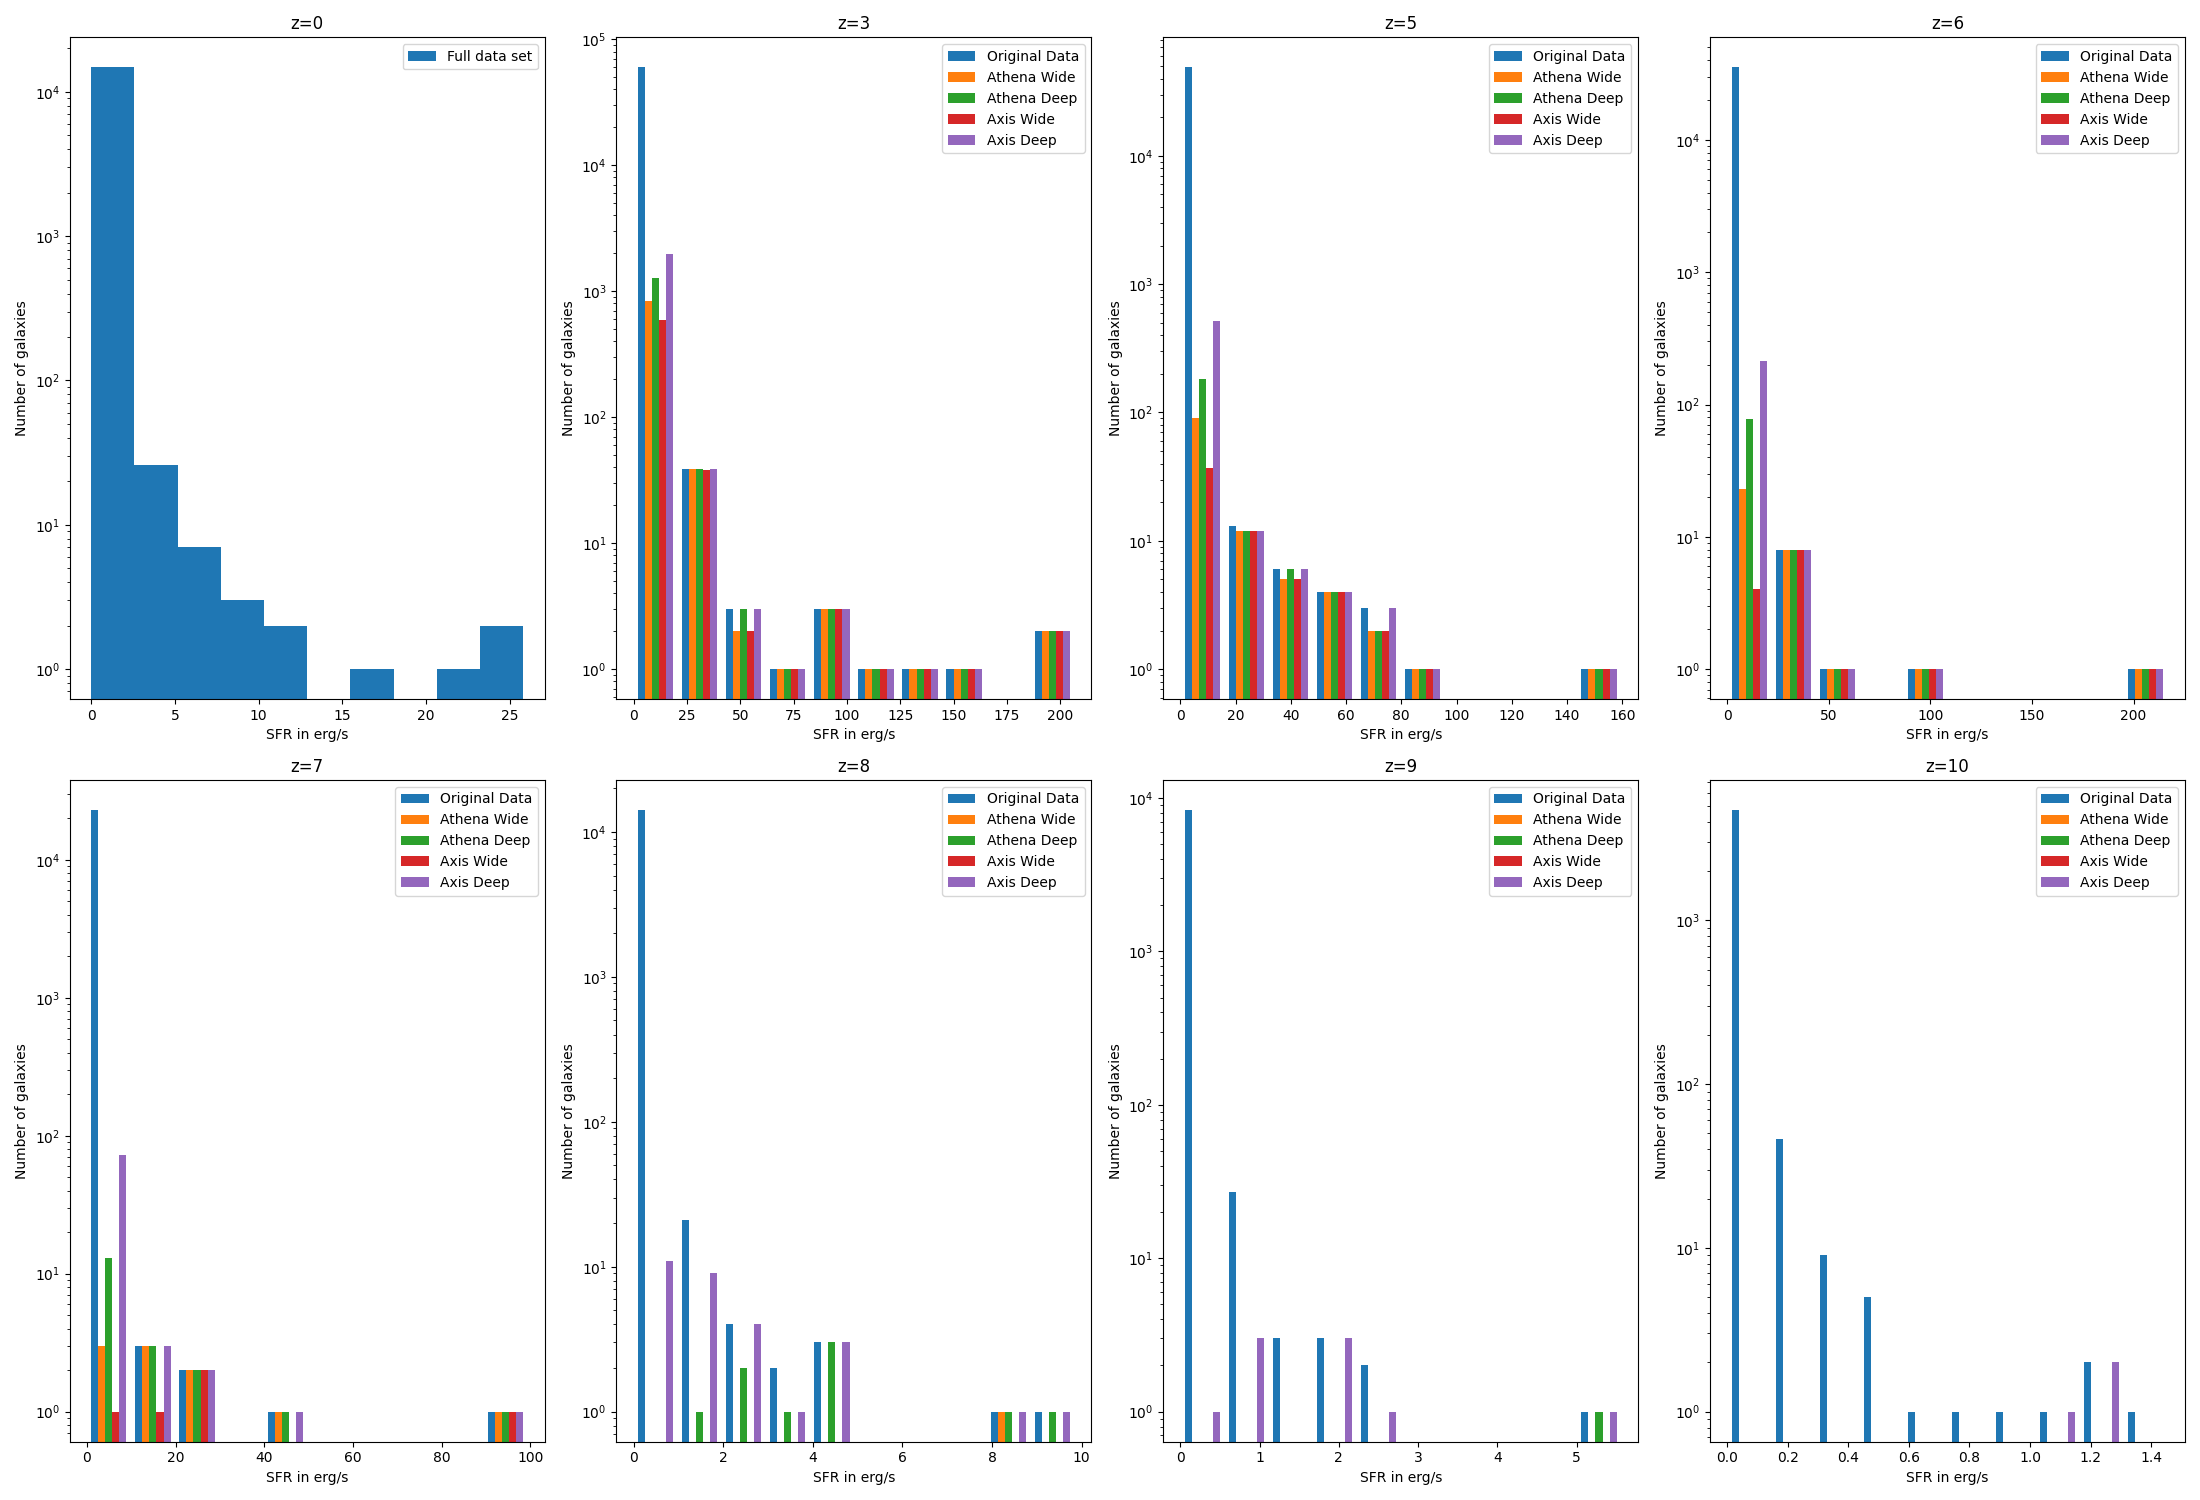 z=0
Full data set
10^4
10^3
10^2
10^1
10^0
Number of galaxies
0 5 10 15 20 25
SFR in erg/s
z=3
Original Data
Athena Wide
Athena Deep
Axis Wide
Axis Deep
10^5
10^4
10^3
10^2
10^1
10^0
Number of galaxies
0 25 50 75 100 125 150 175 200
SFR in erg/s
z=5
Original Data
Athena Wide
Athena Deep
Axis Wide
Axis Deep
10^4
10^3
10^2
10^1
10^0
Number of galaxies
0 20 40 60 80 100 120 140 160
SFR in erg/s
z=6
Original Data
Athena Wide
Athena Deep
Axis Wide
Axis Deep
10^4
10^3
10^2
10^1
10^0
Number of galaxies
0 50 100 150 200
SFR in erg/s
z=7
Original Data
Athena Wide
Athena Deep
Axis Wide
Axis Deep
10^4
10^3
10^2
10^1
10^0
Number of galaxies
0 20 40 60 80 100
SFR in erg/s
z=8
Original Data
Athena Wide
Athena Deep
Axis Wide
Axis Deep
10^4
10^3
10^2
10^1
10^0
Number of galaxies
0 2 4 6 8 10
SFR in erg/s
z=9
Original Data
Athena Wide
Athena Deep
Axis Wide
Axis Deep
10^4
10^3
10^2
10^1
10^0
Number of galaxies
0 1 2 3 4 5
SFR in erg/s
z=10
Original Data
Athena Wide
Athena Deep
Axis Wide
Axis Deep
10^3
10^2
10^1
10^0
Number of galaxies
0.0 0.2 0.4 0.6 0.8 1.0 1.2 1.4
SFR in erg/s